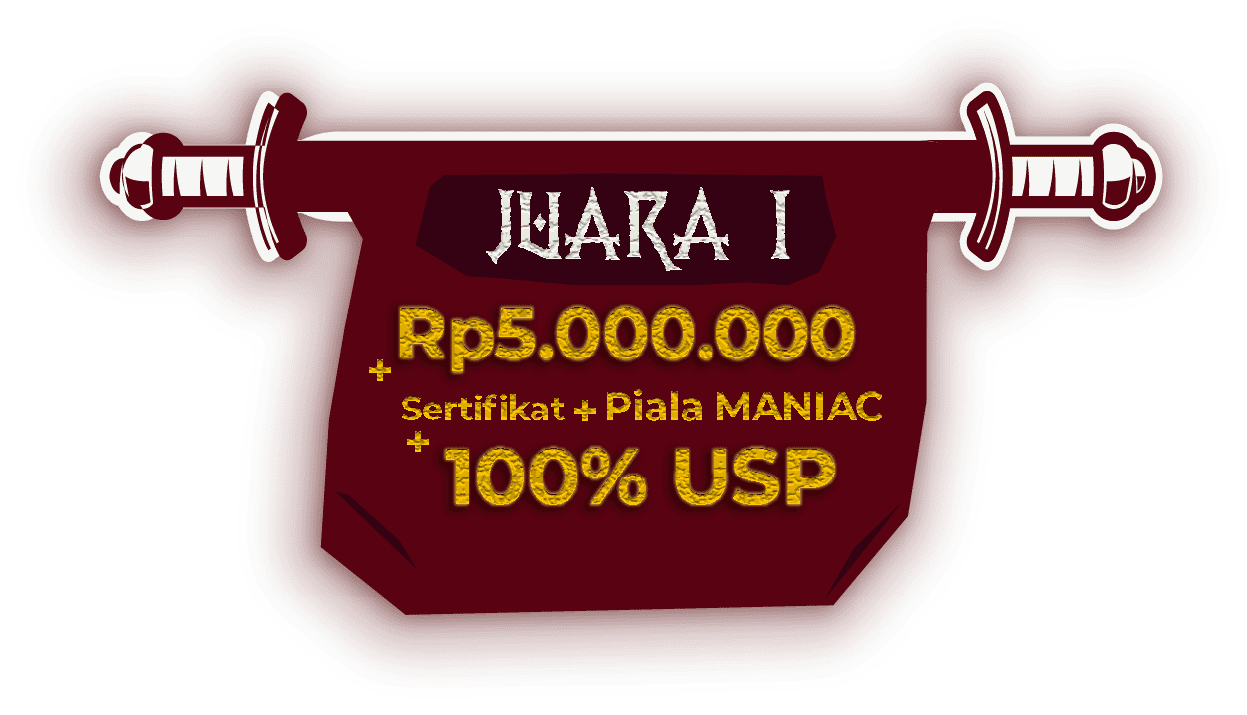 JUARA I
Rp5.000.000
+
Sertifikat + Piala MANIAC
+
100% USP